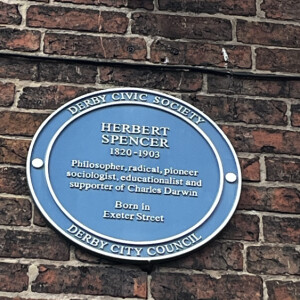 DERBY CIVIC SOCIETY
HERBERT
SPENCER
1820-1903
Philosopher, radical, pioneer
sociologist, educationalist and
supporter of Charles Darwin
Born in
Exeter Street
DERBY CITY COUNCIL